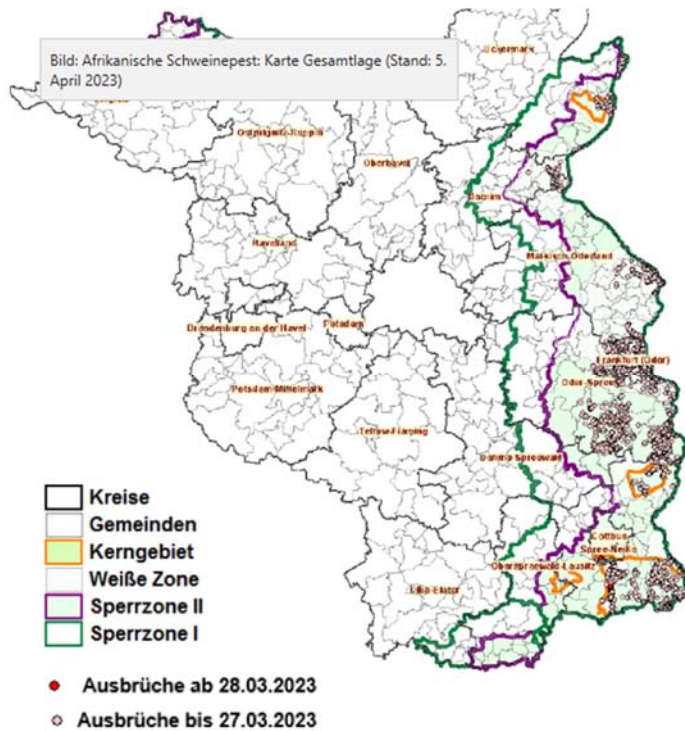 Bild: Afrikanische Schweinepest: Karte Gesamtlage (Stand: 5.
April 2023)
Uckermark
Ostprignitz-Ruppin
Oberhavel
Barnim
Havelland
Märkisch-Oderland
Brandenburg an der Havel
Potsdam
Frankfurt (Oder)
Potsdam-Mittelmark
Oder-Spree
Teltow-Fläming
Dahme-Spreewald
Cottbus
Spree-Neiße
Oberspreewald-Lausitz
Elbe-Elster
Kreise
Gemeinden
Kerngebiet
Weiße Zone
Sperrzone II
Sperrzone I
Ausbrüche ab 28.03.2023
Ausbrüche bis 27.03.2023